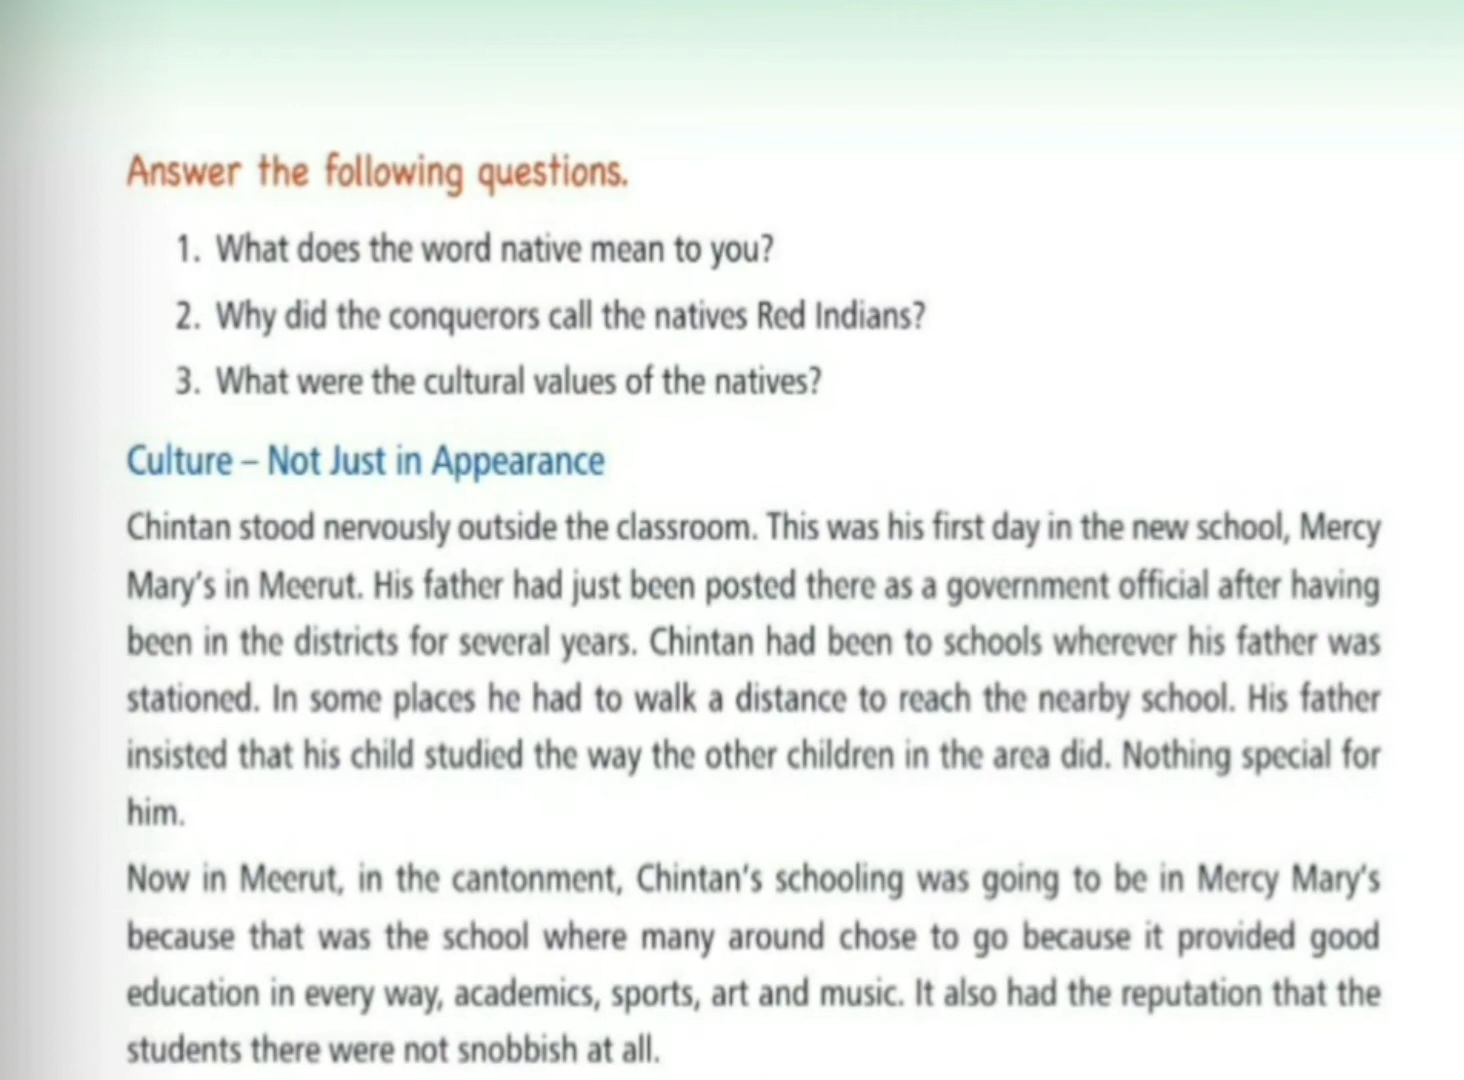 Answer the following questions.
1. What does the word native mean to you?
2. Why did the conquerors call the natives Red Indians?
3. What were the cultural values of the natives?
Culture – Not Just in Appearance
Chintan stood nervously outside the classroom. This was his first day in the new school, Mercy
Mary's in Meerut. His father had just been posted there as a government official after having
been in the districts for several years. Chintan had been to schools wherever his father was
stationed. In some places he had to walk a distance to reach the nearby school. His father
insisted that his child studied the way the other children in the area did. Nothing special for
him.
Now in Meerut, in the cantonment, Chintan's schooling was going to be in Mercy Mary's
because that was the school where many around chose to go because it provided good
education in every way, academics, sports, art and music. It also had the reputation that the
students there were not snobbish at all.